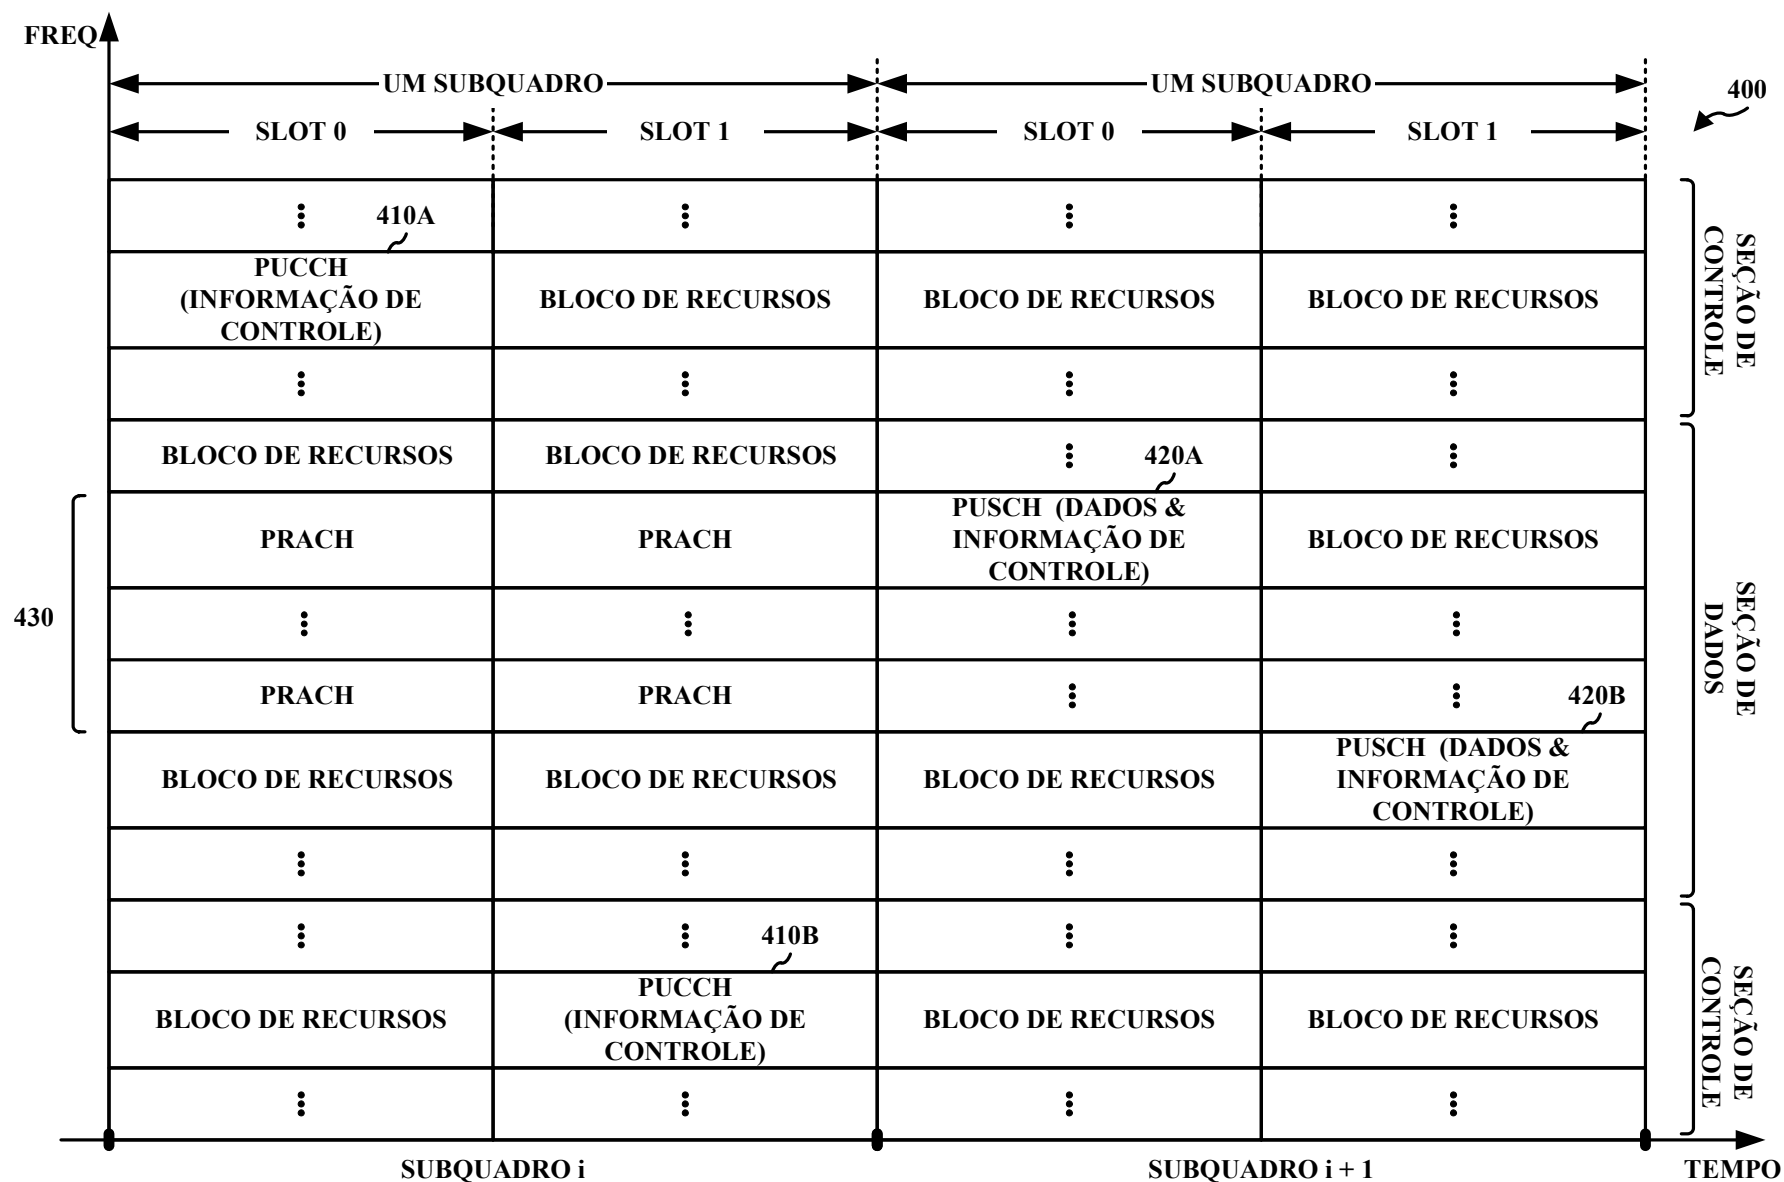 FREQ
UM SUBQUADRO
UM SUBQUADRO
400
SLOT 0
SLOT 1
SLOT 0
SLOT 1
410A
PUCCH
(INFORMAÇÃO DE
CONTROLE)
BLOCO DE RECURSOS
BLOCO DE RECURSOS
BLOCO DE RECURSOS
SEÇÃO DE
CONTROLE
BLOCO DE RECURSOS
BLOCO DE RECURSOS
420A
PRACH
PRACH
PUSCH (DADOS &
INFORMAÇÃO DE
CONTROLE)
BLOCO DE RECURSOS
430
SEÇÃO DE
DADOS
PRACH
PRACH
420B
BLOCO DE RECURSOS
BLOCO DE RECURSOS
BLOCO DE RECURSOS
PUSCH (DADOS &
INFORMAÇÃO DE
CONTROLE)
410B
BLOCO DE RECURSOS
PUCCH
(INFORMAÇÃO DE
CONTROLE)
BLOCO DE RECURSOS
BLOCO DE RECURSOS
SEÇÃO DE
CONTROLE
SUBQUADRO i
SUBQUADRO i + 1
TEMPO